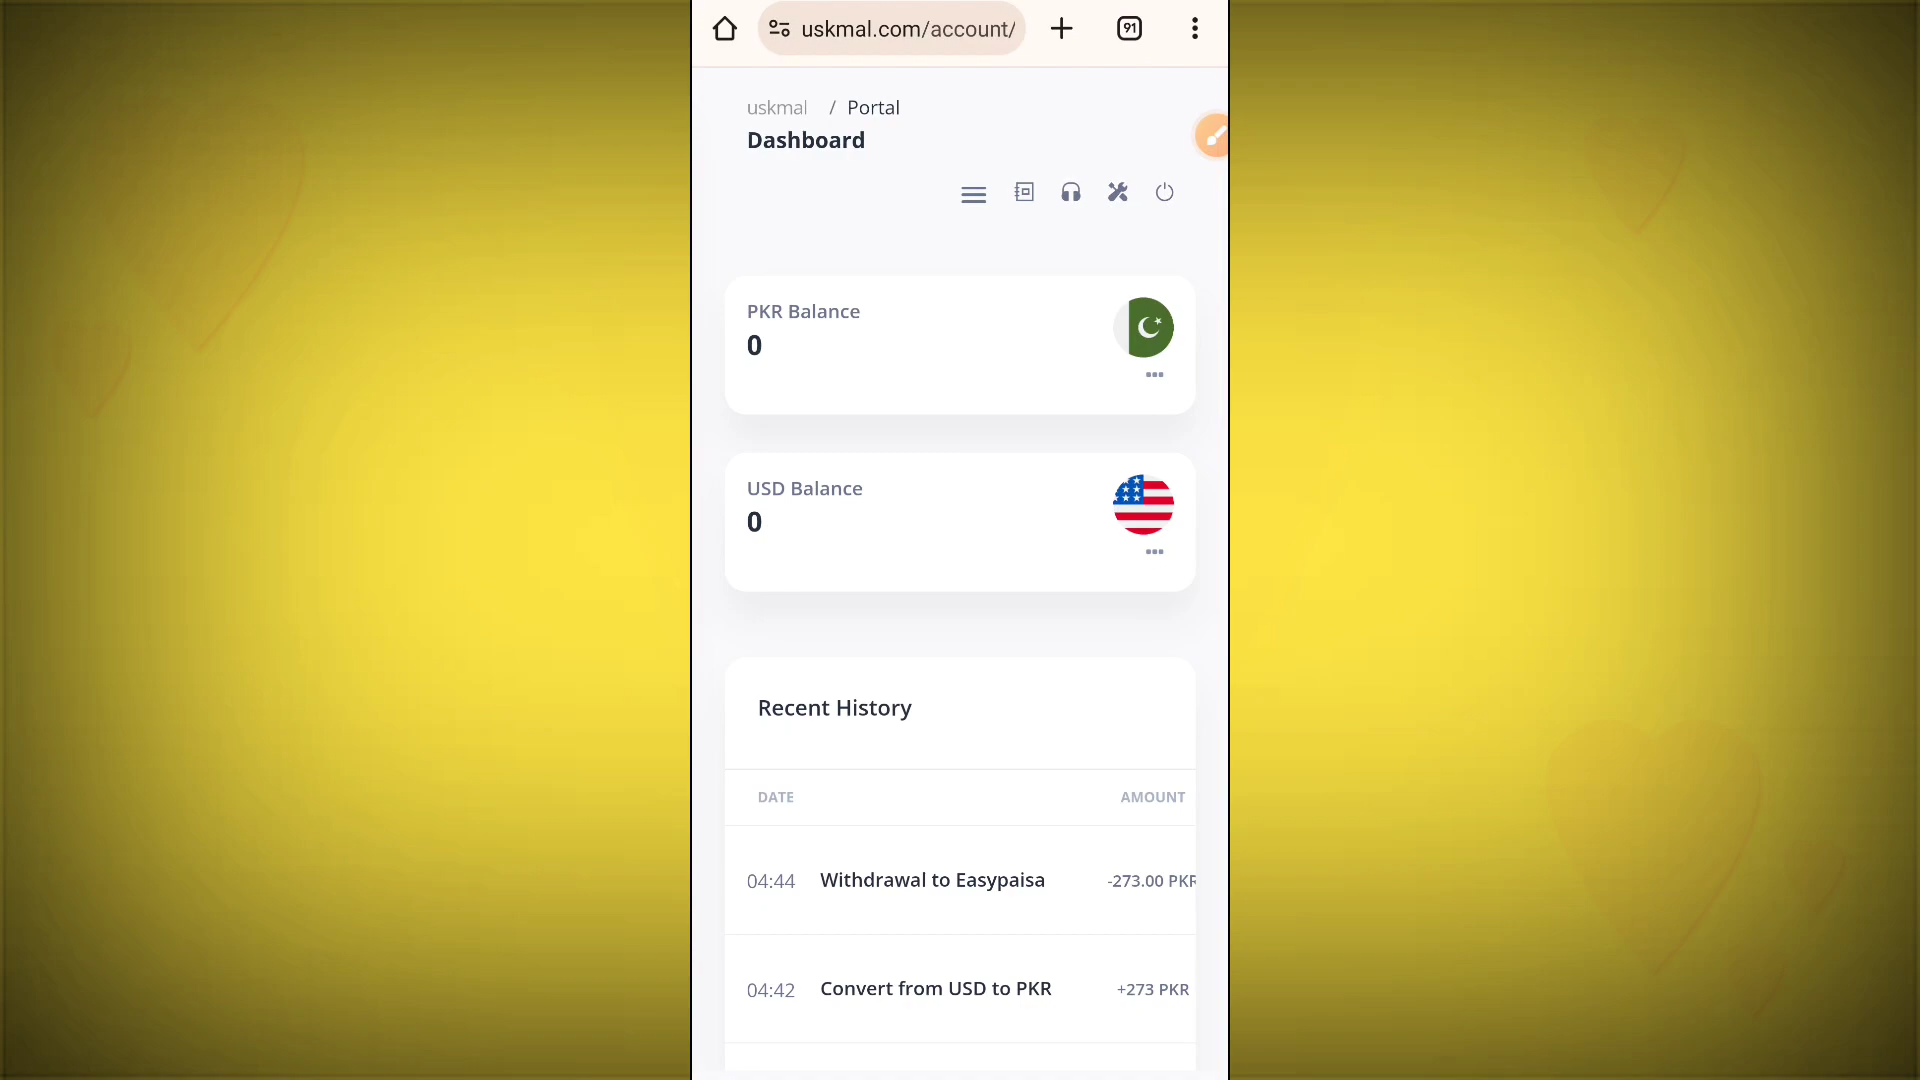 uskmal.com/account/
91
uskmal / Portal
Dashboard
PKR Balance
0
USD Balance
0
Recent History
DATE AMOUNT
04:44 Withdrawal to Easypaisa -273.00 PKR
04:42 Convert from USD to PKR +273 PKR